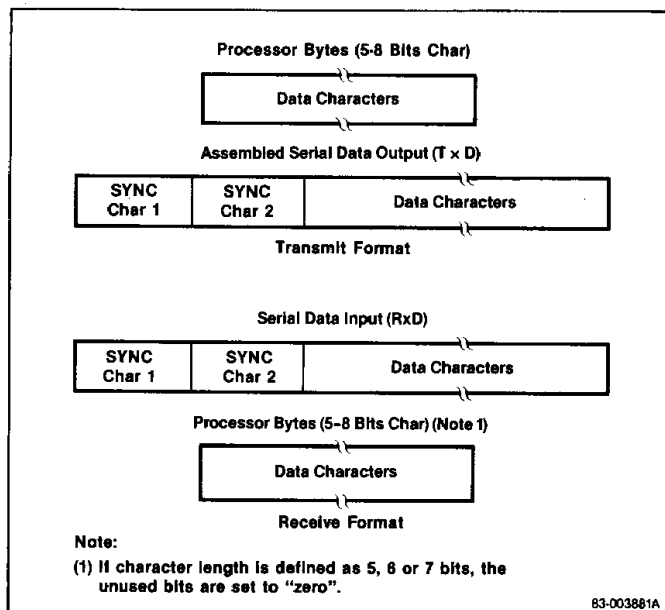 Processor Bytes (5-8 Bits Char)
Data Characters
Assembled Serial Data Output (T × D)
SYNC Char 1
SYNC Char 2
Data Characters
Transmit Format
Serial Data Input (RxD)
SYNC Char 1
SYNC Char 2
Data Characters
Processor Bytes (5-8 Bits Char) (Note 1)
Data Characters
Receive Format
Note:
(1) If character length is defined as 5, 6 or 7 bits, the
unused bits are set to "zero".
83-003881A